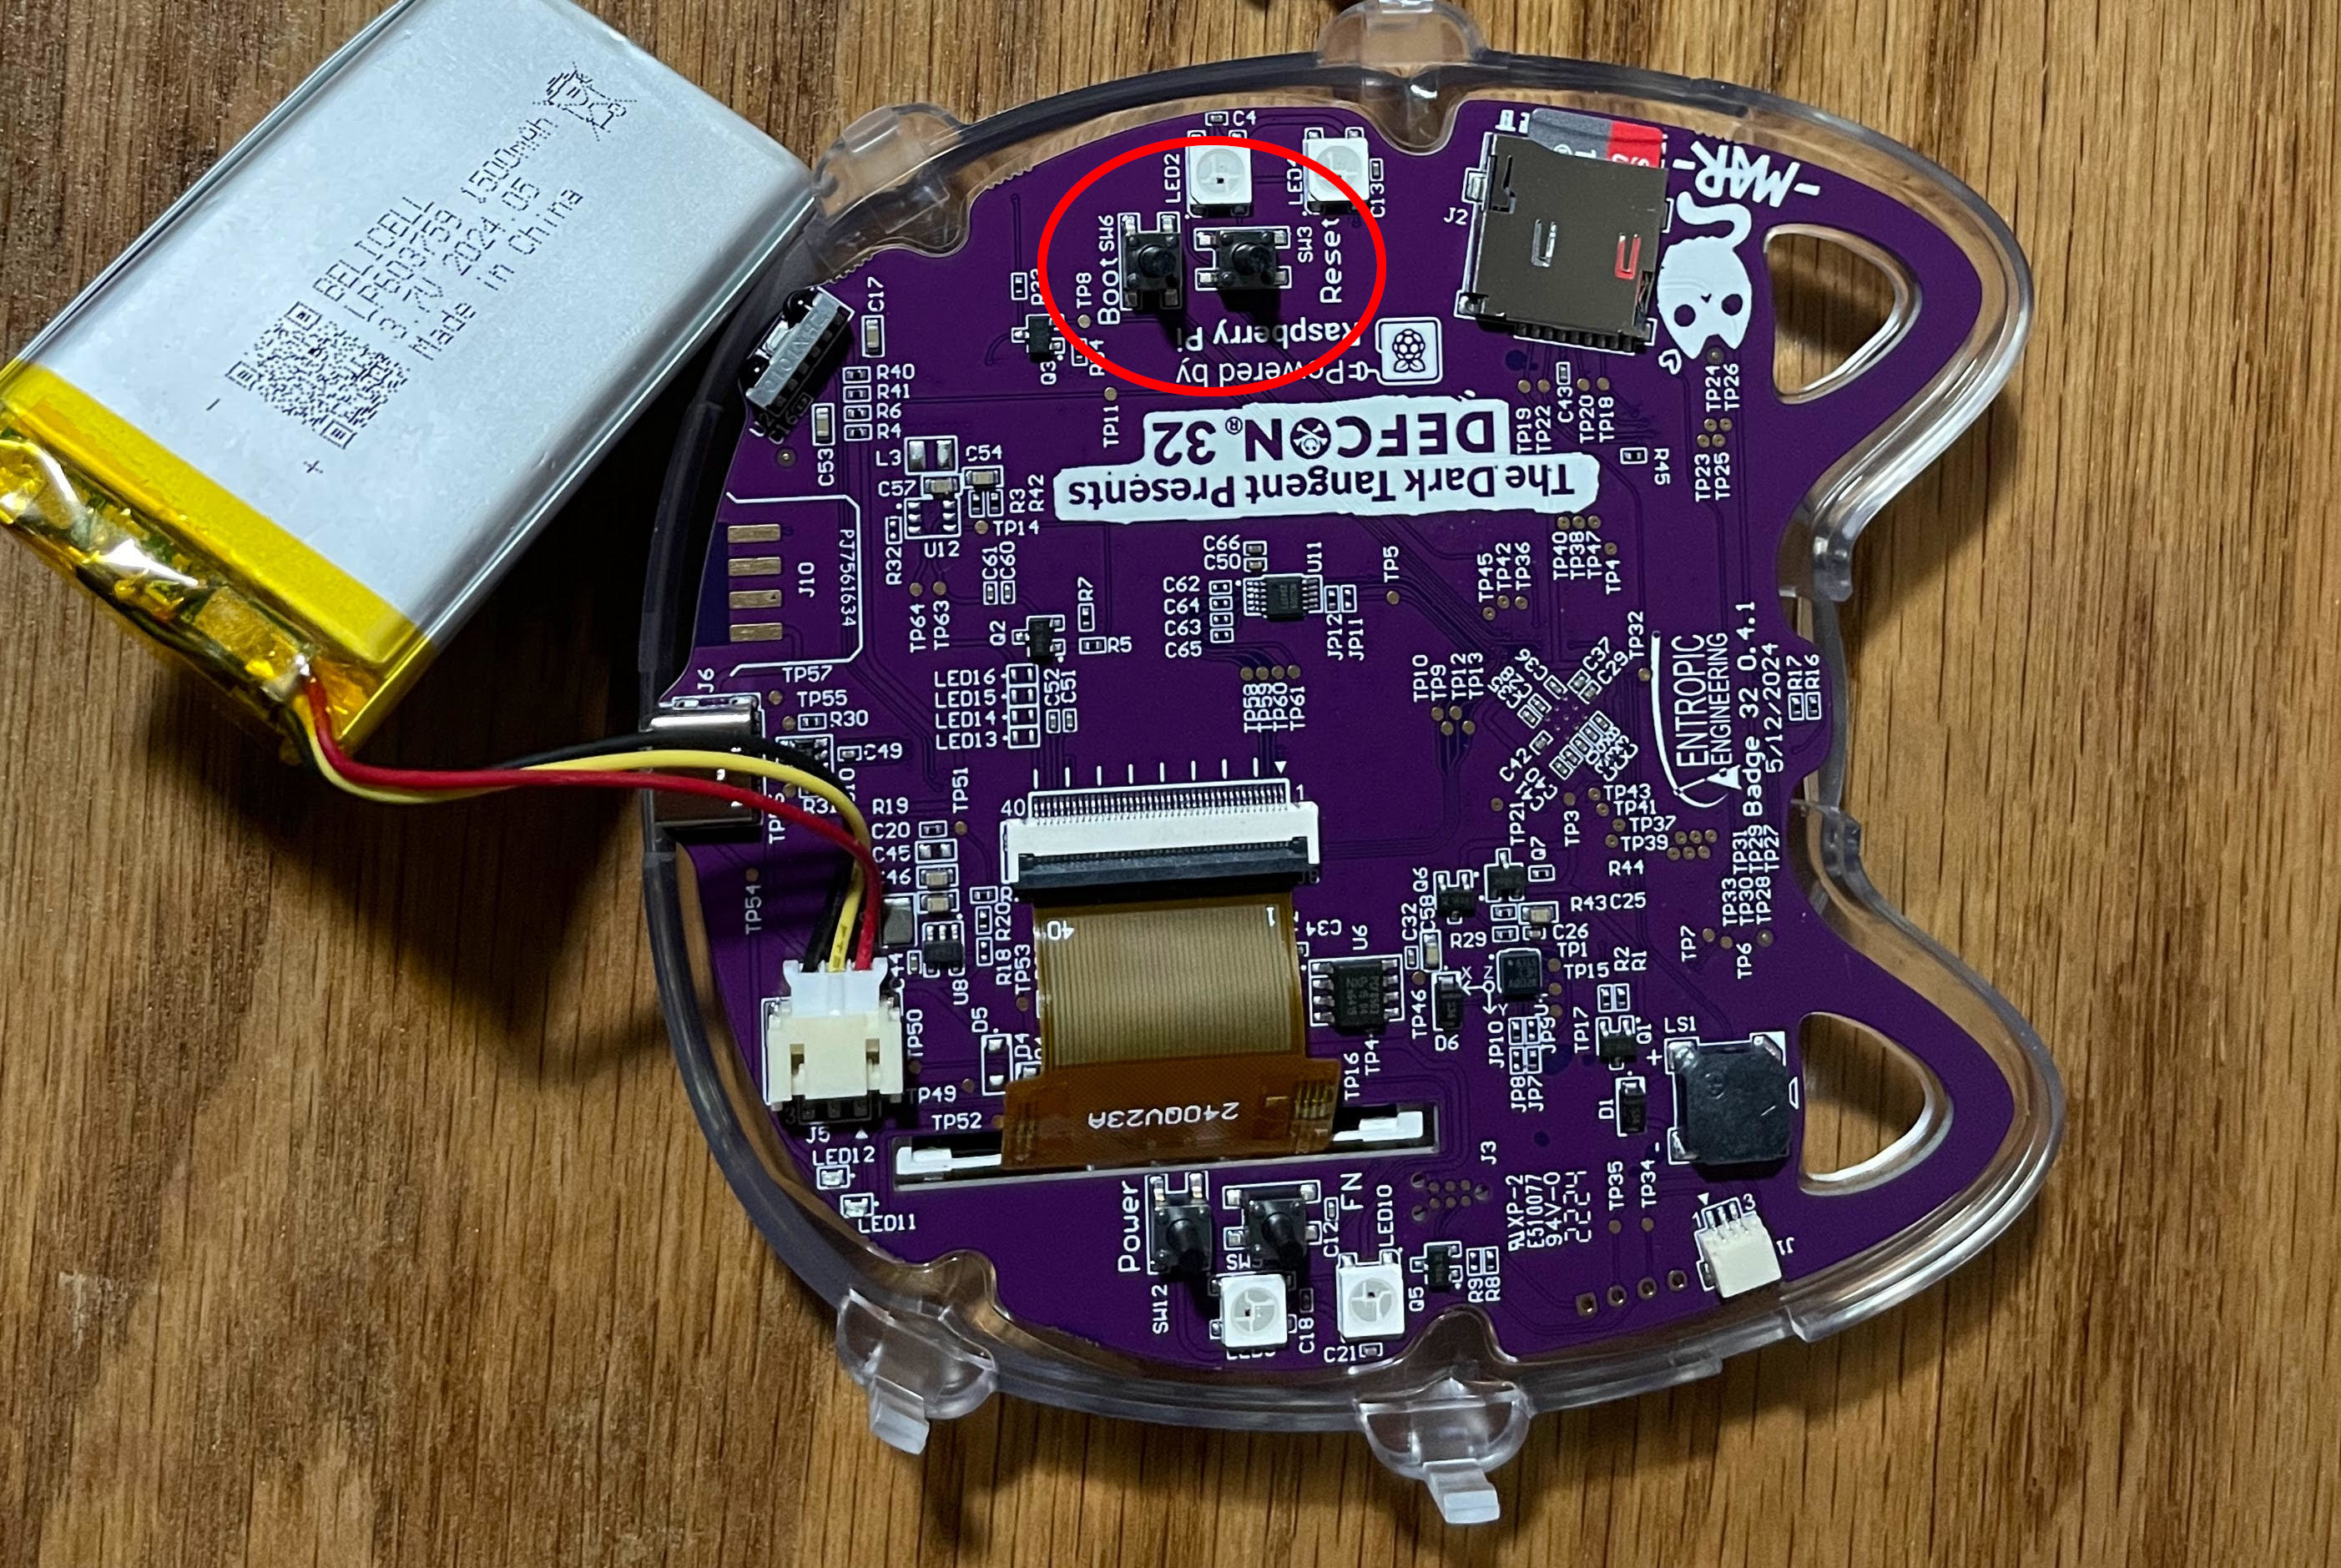 BELICELL
LP603759 1500mAh
3.7V 2024.05
Made in China
-
+
C4
LED2
C13
SW6
Boot
SW3
Reset
TP8
Q3
TP11
Powered by
Raspberry Pi
DEFCON® 32
The Dark Tangent Presents
J2
-MAR-
C17
R40
R41
R6
R4
C53
L3
C54
C57
R3
R42
TP14
U12
R32
C61
C60
TP64
TP63
J10
PJ7561634
C66
C50
U11
C62
C64
C63
C65
JP12
JP11
TP5
TP19
TP22
C43
TP20
TP18
TP24
TP26
TP23
TP25
R45
TP40
TP38
TP47
TP4
TP45
TP42
TP36
TP32
Q2
R7
R5
LED16
LED15
LED14
LED13
C52
C51
TP58
TP59
TP60
TP61
TP10
TP9
TP12
TP13
C36
C37
C29
C42
ENTROPIC
ENGINEERING
Badge 32 0.4.1
5/12/2024
R17
R16
J6
TP57
TP55
R30
C49
TP51
R19
C20
C45
TP54
40
1
40
1
R20
R18
TP53
U8
C34
U6
C32
C58
Q6
Q7
TP21
TP3
TP43
TP41
TP37
TP39
R44
R43
C25
C26
R29
TP1
TP15
R2
R1
TP31
TP29
TP27
TP33
TP30
TP28
TP7
TP6
X
Z
Y
TP46
D6
JP10
JP9
JP8
JP7
TP17
Q1
LS1
+
-
D1
D5
D4
TP50
TP49
TP52
J5
LED12
LED11
240QV23A
TP16
J3
Power
SW12
FN
C12
LED10
C18
C21
Q5
R9
R8
E510077
94V-0
2224
TP35
TP34
1
3
J1